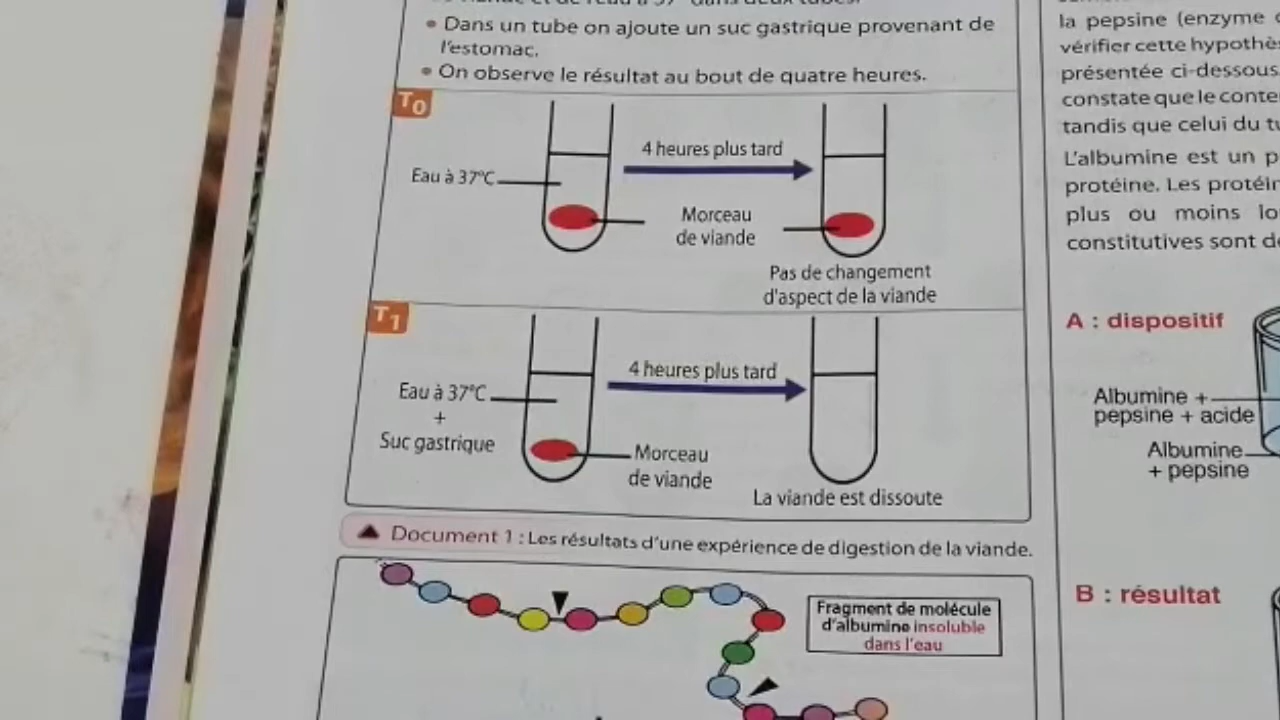 Dans un tube on ajoute un suc gastrique provenant de
l'estomac.
On observe le résultat au bout de quatre heures.
T0
4 heures plus tard
Eau à 37°C
Morceau
de viande
Pas de changement
d'aspect de la viande
T1
4 heures plus tard
Eau à 37°C
+
Suc gastrique
Morceau
de viande
La viande est dissoute
Document 1 : Les résultats d'une expérience de digestion de la viande.
Fragment de molécule
d'albumine insoluble
dans l'eau
la pepsine (enzyme
vérifier cette
présentée ci-dessous
constate que le
tandis que celui du
L'albumine est un
protéine. Les
plus ou moins
constitutives sont
A : dispositif
Albumine +
pepsine + acide
Albumine
+ pepsine
B : résultat